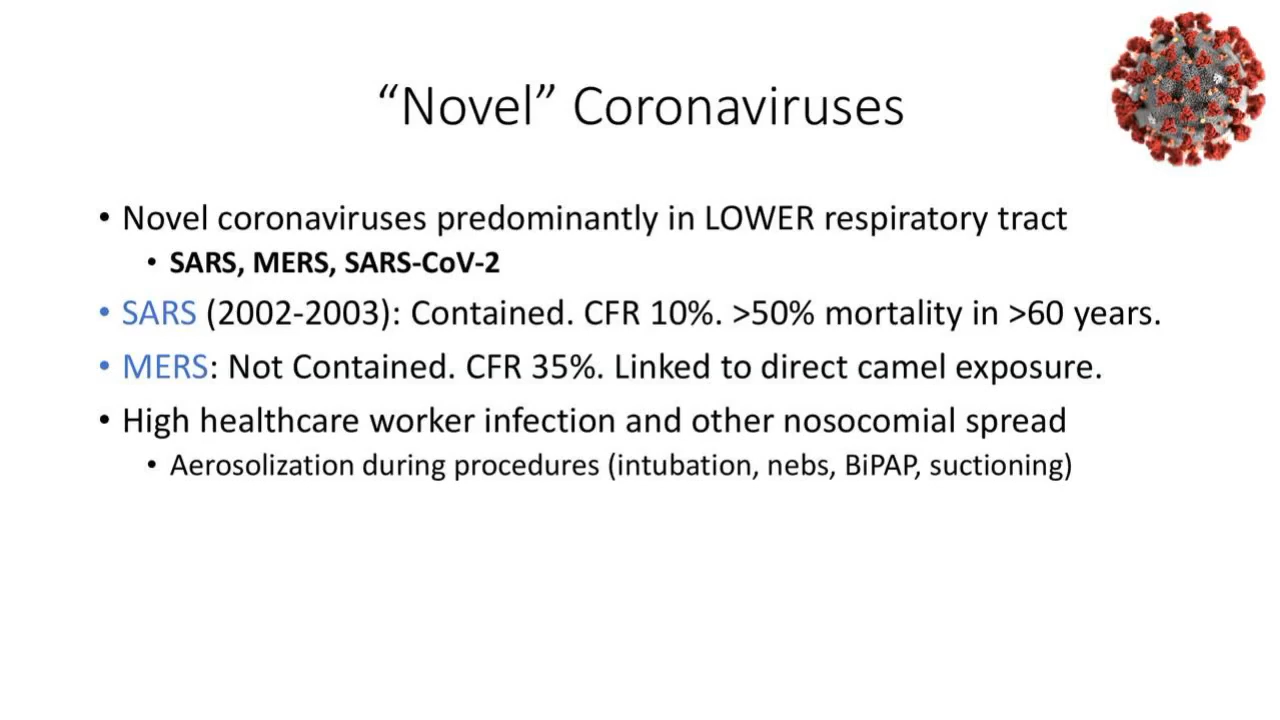 “Novel” Coronaviruses
• Novel coronaviruses predominantly in LOWER respiratory tract
• SARS, MERS, SARS-CoV-2
• SARS (2002-2003): Contained. CFR 10%. >50% mortality in >60 years.
• MERS: Not Contained. CFR 35%. Linked to direct camel exposure.
• High healthcare worker infection and other nosocomial spread
• Aerosolization during procedures (intubation, nebs, BiPAP, suctioning)